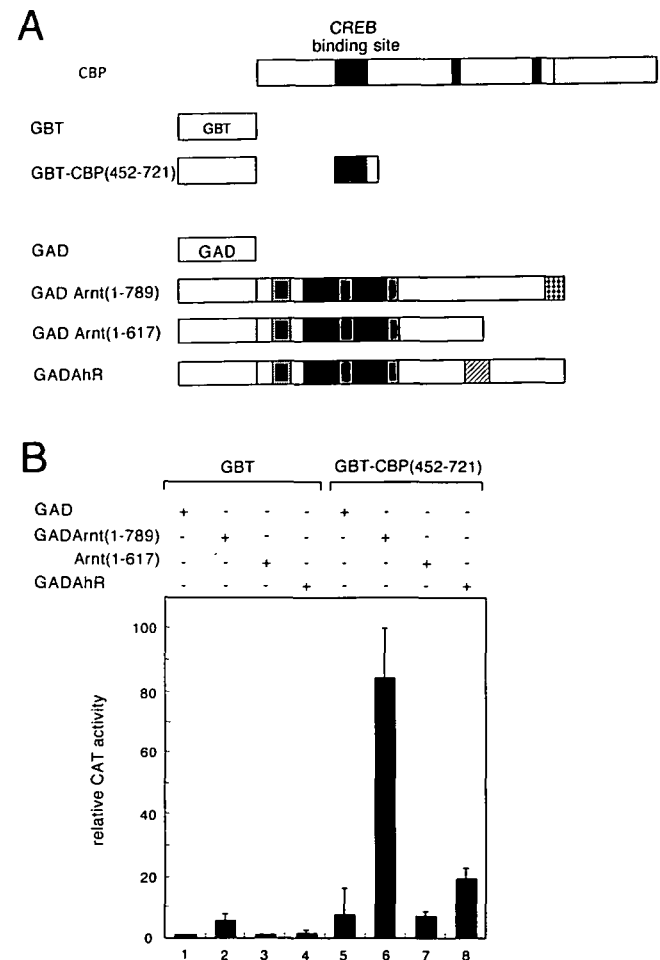 A
CREB
binding site
CBP
GBT GBT
GBT-CBP(452-721)
GAD GAD
GAD Arnt(1-789)
GAD Arnt(1-617)
GADAhR
B
GBT GBT-CBP(452-721)
GAD + - - - + - - -
GADArnt(1-789) - + - - - + - -
Arnt(1-617) - - + - - - + -
GADAhR - - - + - - - +
relative CAT activity
100
80
60
40
20
0
1 2 3 4 5 6 7 8